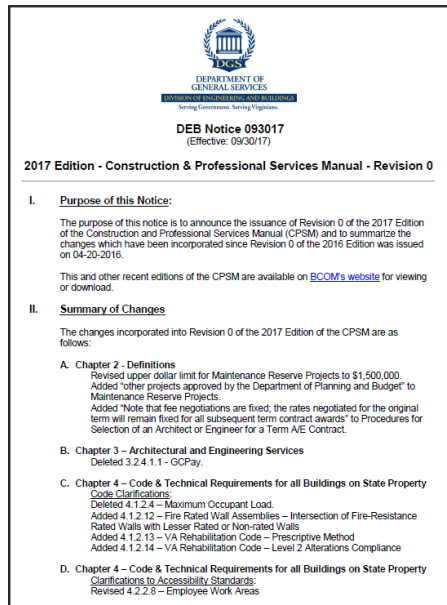 DGS
DEPARTMENT OF
GENERAL SERVICES
DIVISION OF ENGINEERING AND BUILDINGS
Serving Government. Serving Virginians.
DEB Notice 093017
(Effective: 09/30/17)
2017 Edition - Construction & Professional Services Manual - Revision 0
I. Purpose of this Notice:
The purpose of this notice is to announce the issuance of Revision 0 of the 2017 Edition
of the Construction and Professional Services Manual (CPSM) and to summarize the
changes which have been incorporated since Revision 0 of the 2016 Edition was issued
on 04-20-2016.
This and other recent editions of the CPSM are available on BCOM's website for viewing
or download.
II. Summary of Changes
The changes incorporated into Revision 0 of the 2017 Edition of the CPSM are as
follows:
A. Chapter 2 - Definitions
Revised upper dollar limit for Maintenance Reserve Projects to $1,500,000.
Added "other projects approved by the Department of Planning and Budget" to
Maintenance Reserve Projects.
Added "Note that fee negotiations are fixed; the rates negotiated for the original
term will remain fixed for all subsequent term contract awards" to Procedures for
Selection of an Architect or Engineer for a Term A/E Contract.
B. Chapter 3 – Architectural and Engineering Services
Deleted 3.2.4.1.1 - GCPay.
C. Chapter 4 – Code & Technical Requirements for all Buildings on State Property
Code Clarifications:
Deleted 4.1.2.4 – Maximum Occupant Load.
Added 4.1.2.12 – Fire Rated Wall Assemblies – Intersection of Fire-Resistance
Rated Walls with Lesser Rated or Non-rated Walls
Added 4.1.2.13 – VA Rehabilitation Code – Prescriptive Method
Added 4.1.2.14 – VA Rehabilitation Code – Level 2 Alterations Compliance
D. Chapter 4 – Code & Technical Requirements for all Buildings on State Property
Clarifications to Accessibility Standards:
Revised 4.2.2.8 – Employee Work Areas